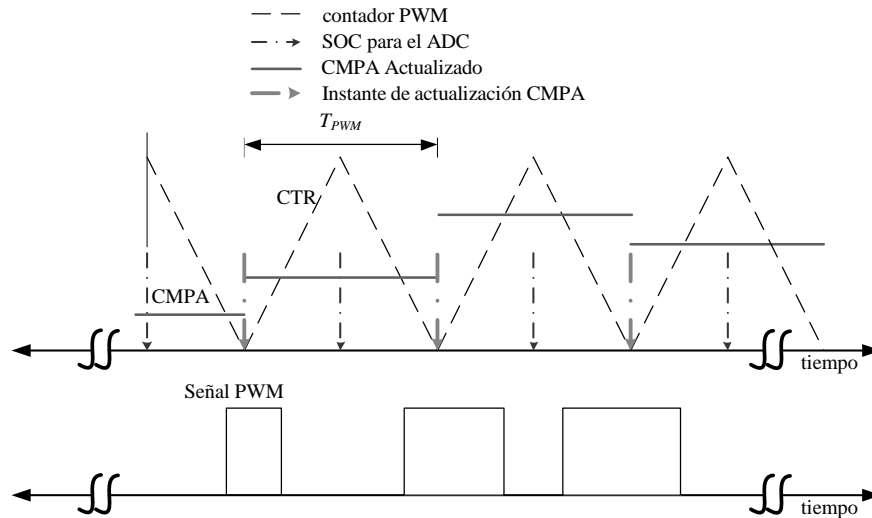 contador PWM
SOC para el ADC
CMPA Actualizado
Instante de actualización CMPA
TPWM
CTR
CMPA
tiempo
Señal PWM
tiempo